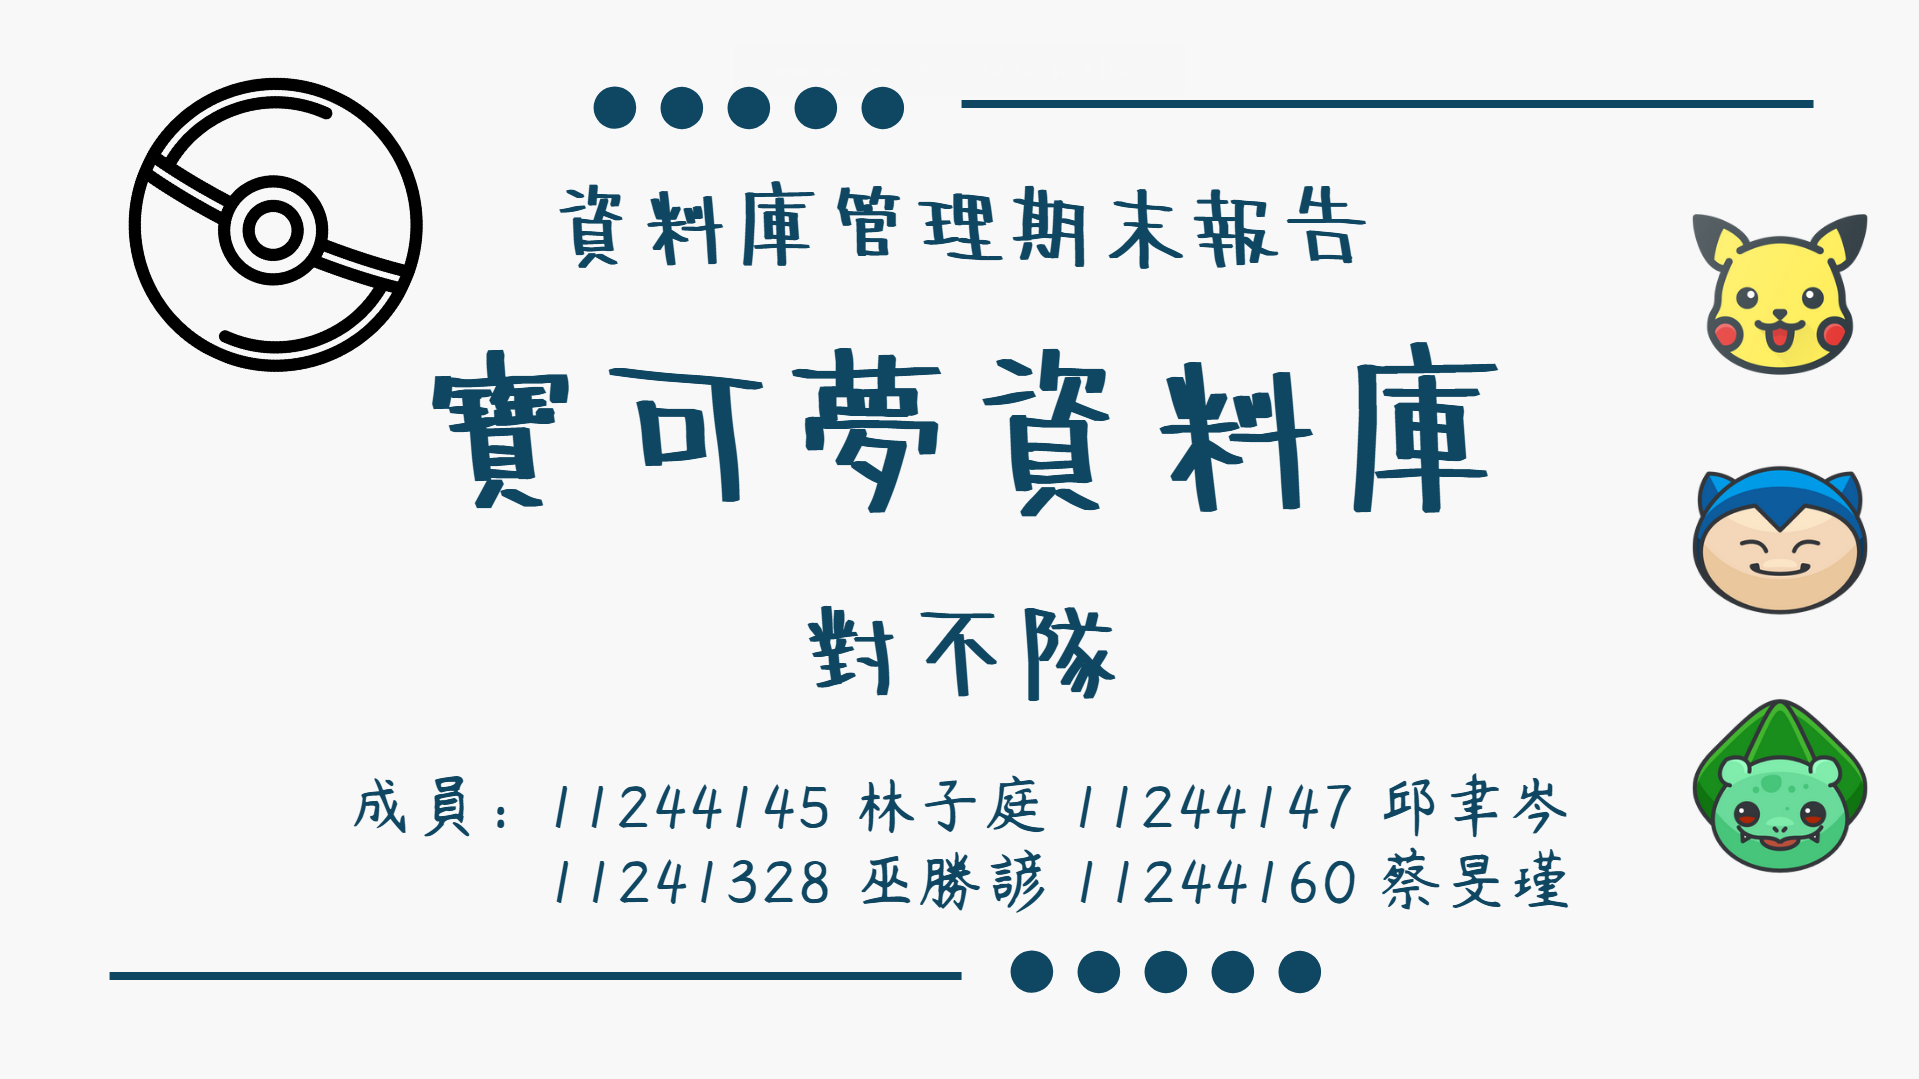 資料庫管理期末報告
寶可夢資料庫
對不隊
成員：11244145 林子庭 11244147 邱聿岑
11241328 巫勝諺 11244160 蔡旻瑾